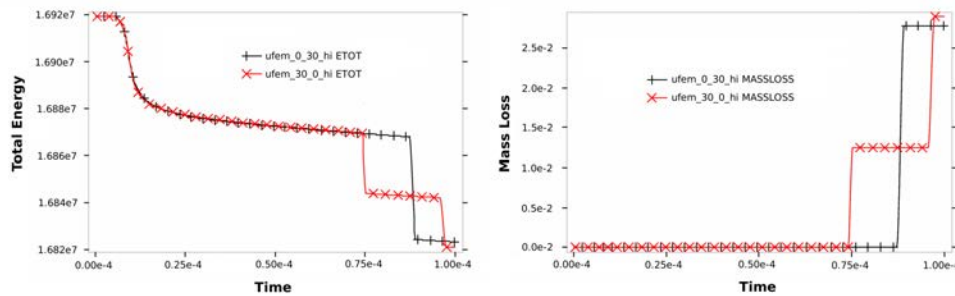 1.692e7
1.690e7
1.688e7
1.686e7
1.684e7
1.682e7
Total Energy
ufem_0_30_hi ETOT
ufem_30_0_hi ETOT
0.00e-4 0.25e-4 0.50e-4 0.75e-4 1.00e-4
Time
2.5e-2
2.0e-2
1.5e-2
1.0e-2
0.5e-2
0.0e-2
Mass Loss
ufem_0_30_hi MASSLOSS
ufem_30_0_hi MASSLOSS
0.00e-4 0.25e-4 0.50e-4 0.75e-4 1.00e-4
Time